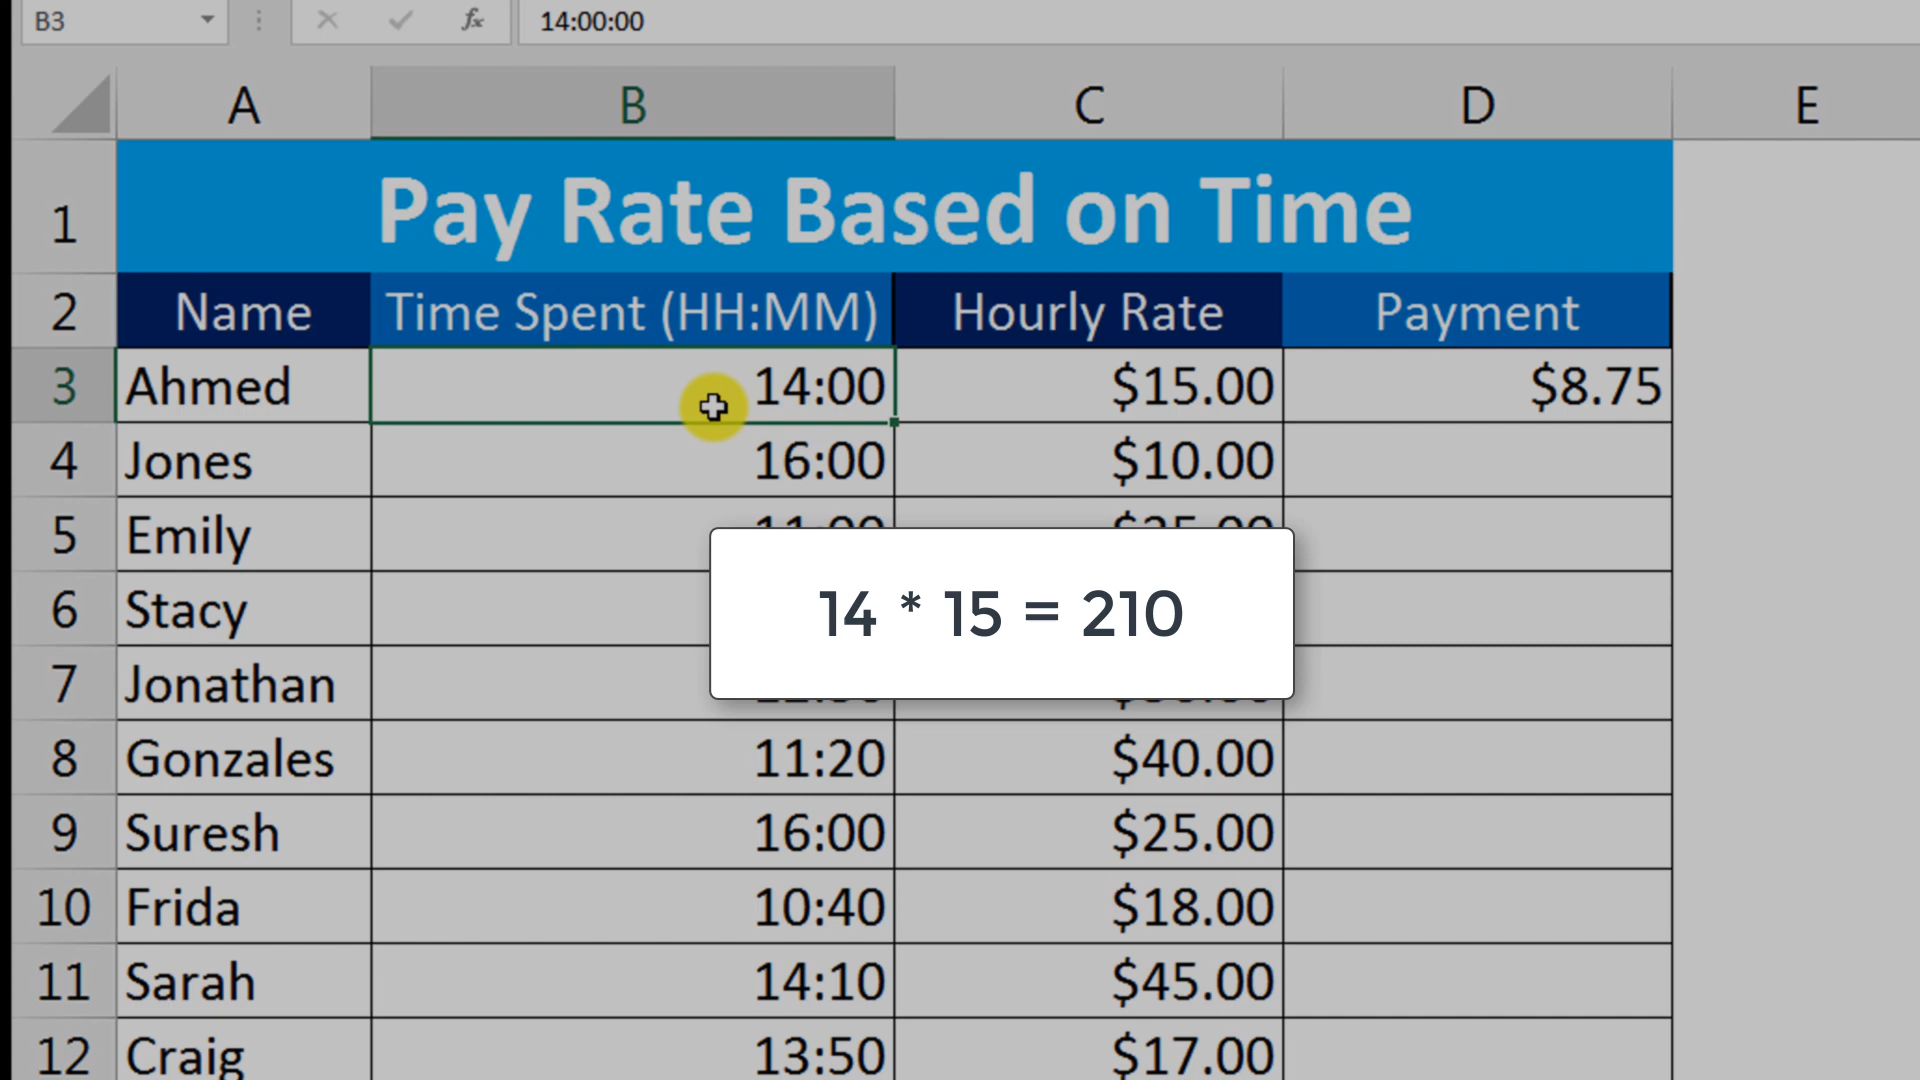 B3 fx 14:00:00
A B C D E
1 Pay Rate Based on Time
2 Name Time Spent (HH:MM) Hourly Rate Payment
3 Ahmed 14:00 $15.00 $8.75
4 Jones 16:00 $10.00
5 Emily
6 Stacy
14 * 15 = 210
7 Jonathan
8 Gonzales 11:20 $40.00
9 Suresh 16:00 $25.00
10 Frida 10:40 $18.00
11 Sarah 14:10 $45.00
12 Craig 13:50 $17.00